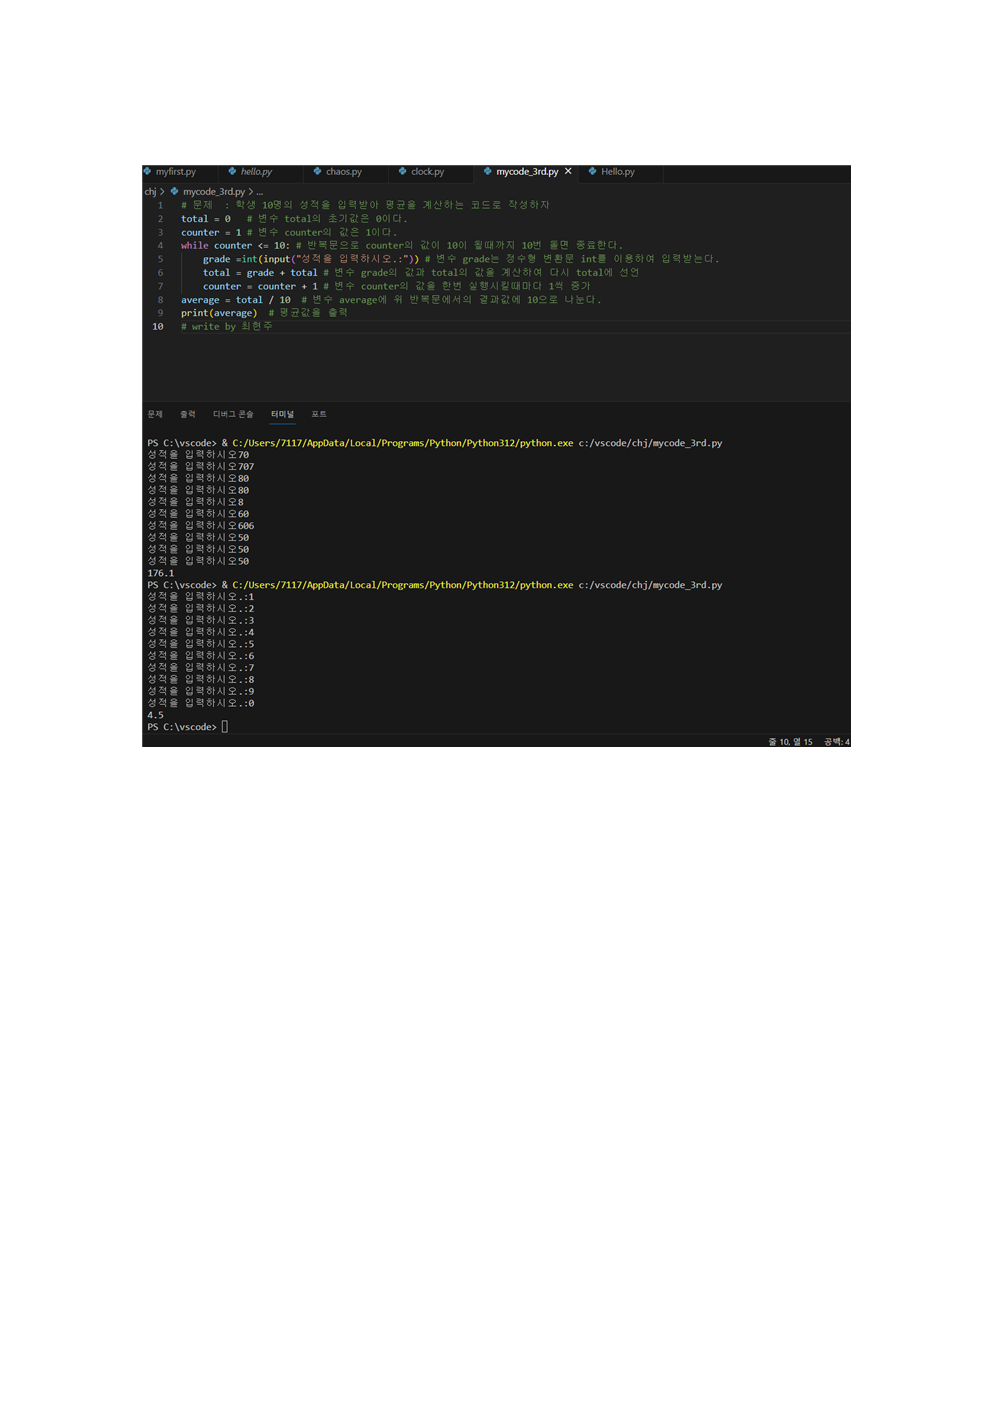 myfirst.py hello.py chaos.py clock.py mycode_3rd.py × Hello.py
chj > mycode_3rd.py > ...
1 # 문제 : 학생 10명의 성적을 입력받아 평균을 계산하는 코드로 작성하자
2 total = 0 # 변수 total의 초기값은 0이다.
3 counter = 1 # 변수 counter의 값은 1이다.
4 while counter <= 10: # 반복문으로 counter의 값이 10이 될때까지 10번 돌면 종료한다.
5 grade =int(input("성적을 입력하시오.:")) # 변수 grade는 정수형 변환문 int를 이용하여 입력받는다.
6 total = grade + total # 변수 grade의 값과 total의 값을 계산하여 다시 total에 선언
7 counter = counter + 1 # 변수 counter의 값을 한번 실행시킬때마다 1씩 증가
8 average = total / 10 # 변수 average에 위 반복문에서의 결과값에 10으로 나눈다.
9 print(average) # 평균값을 출력
10 # write by 최현주
문제 출력 디버그 콘솔 터미널 포트
PS C:\vscode> & C:/Users/7117/AppData/Local/Programs/Python/Python312/python.exe c:/vscode/chj/mycode_3rd.py
성적을 입력하시오70
성적을 입력하시오707
성적을 입력하시오80
성적을 입력하시오80
성적을 입력하시오8
성적을 입력하시오60
성적을 입력하시오606
성적을 입력하시오50
성적을 입력하시오50
성적을 입력하시오50
176.1
PS C:\vscode> & C:/Users/7117/AppData/Local/Programs/Python/Python312/python.exe c:/vscode/chj/mycode_3rd.py
성적을 입력하시오.:1
성적을 입력하시오.:2
성적을 입력하시오.:3
성적을 입력하시오.:4
성적을 입력하시오.:5
성적을 입력하시오.:6
성적을 입력하시오.:7
성적을 입력하시오.:8
성적을 입력하시오.:9
성적을 입력하시오.:0
4.5
PS C:\vscode>
줄 10, 열 15 공백: 4